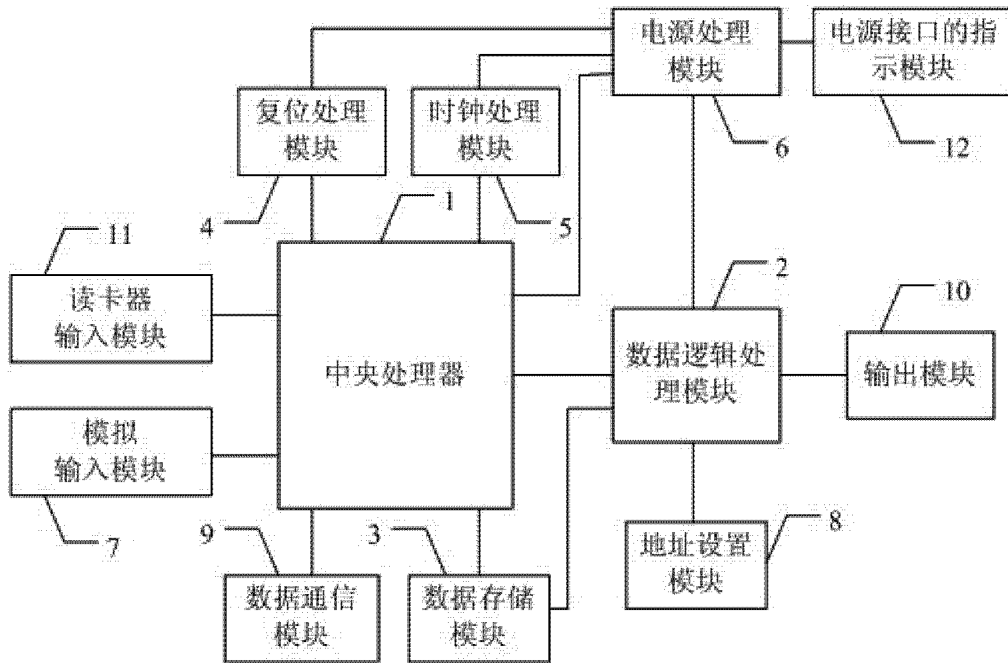 电源处理
模块
电源接口的指
示模块
复位处理
模块
时钟处理
模块
6
12
4
1
5
11
读卡器
输入模块
2
10
中央处理器
数据逻辑处
理模块
输出模块
模拟
输入模块
7
9
3
8
地址设置
模块
数据通信
模块
数据存储
模块